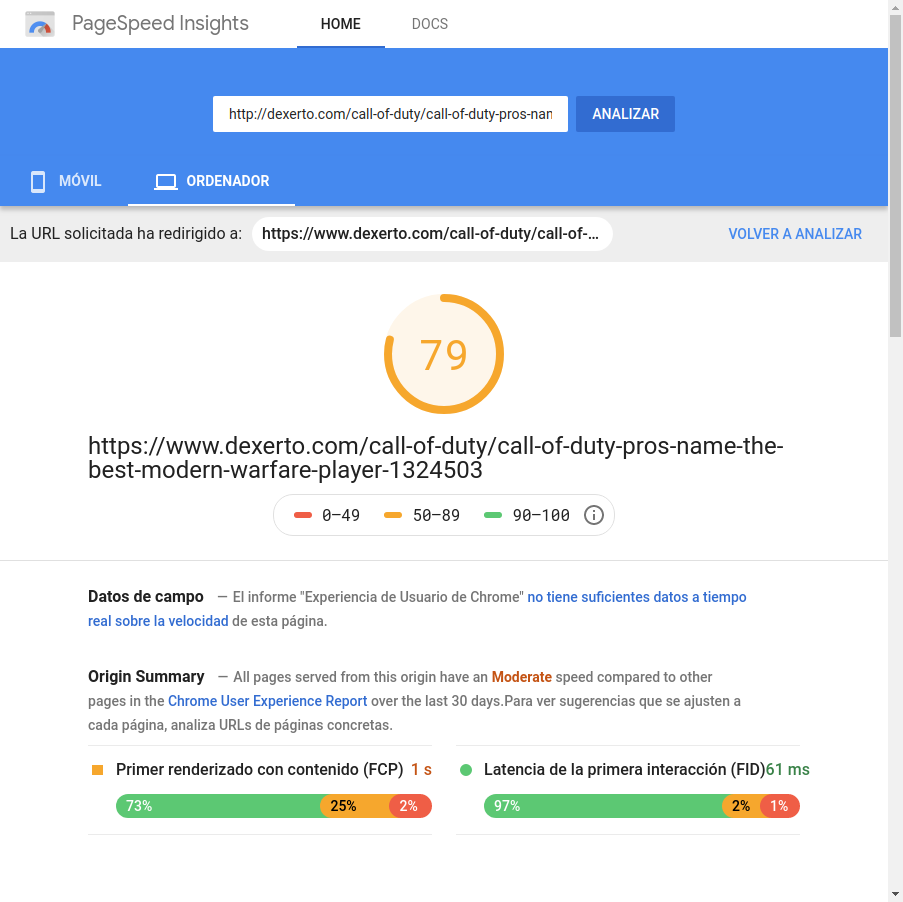 PageSpeed Insights
HOME
DOCS
http://dexerto.com/call-of-duty/call-of-duty-pros-nan
ANALIZAR
MÓVIL
ORDENADOR
La URL solicitada ha redirigido a:
https://www.dexerto.com/call-of-duty/call-of-...
VOLVER A ANALIZAR
79
https://www.dexerto.com/call-of-duty/call-of-duty-pros-name-the-
best-modern-warfare-player-1324503
0–49
50–89
90–100
Datos de campo — El informe "Experiencia de Usuario de Chrome" no tiene suficientes datos a tiempo
real sobre la velocidad de esta página.
Origin Summary — All pages served from this origin have an Moderate speed compared to other
pages in the Chrome User Experience Report over the last 30 days.Para ver sugerencias que se ajusten a
cada página, analiza URLs de páginas concretas.
Primer renderizado con contenido (FCP) 1 s
73% 25% 2%
Latencia de la primera interacción (FID)61 ms
97% 2% 1%